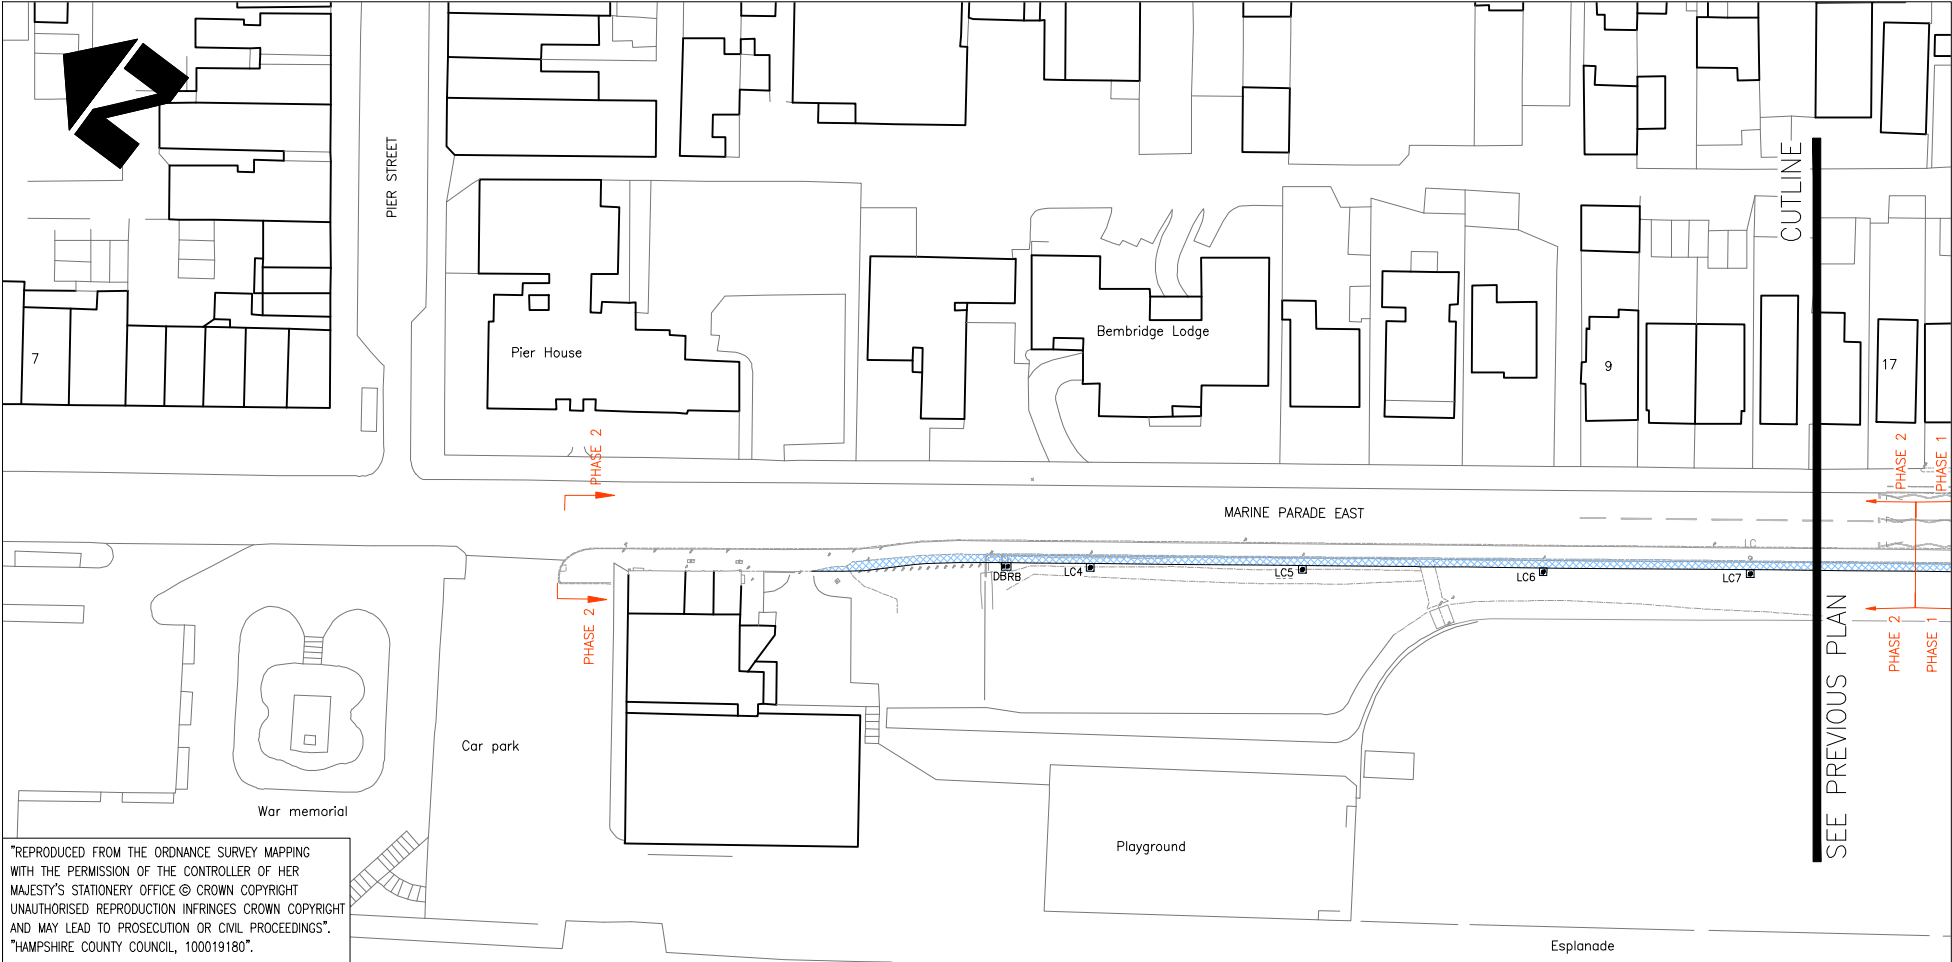 PIER STREET
CUTLINE
Bembridge Lodge
Pier House
7
9
17
PHASE 2
PHASE 2
PHASE 1
MARINE PARADE EAST
LC
DBRB
LC4
LC5
LC6
LC7
PHASE 2
PHASE 2
PHASE 1
SEE PREVIOUS PLAN
Car park
War memorial
Playground
Esplanade
"REPRODUCED FROM THE ORDNANCE SURVEY MAPPING
WITH THE PERMISSION OF THE CONTROLLER OF HER
MAJESTY'S STATIONERY OFFICE © CROWN COPYRIGHT
UNAUTHORISED REPRODUCTION INFRINGES CROWN COPYRIGHT
AND MAY LEAD TO PROSECUTION OR CIVIL PROCEEDINGS".
"HAMPSHIRE COUNTY COUNCIL, 100019180".